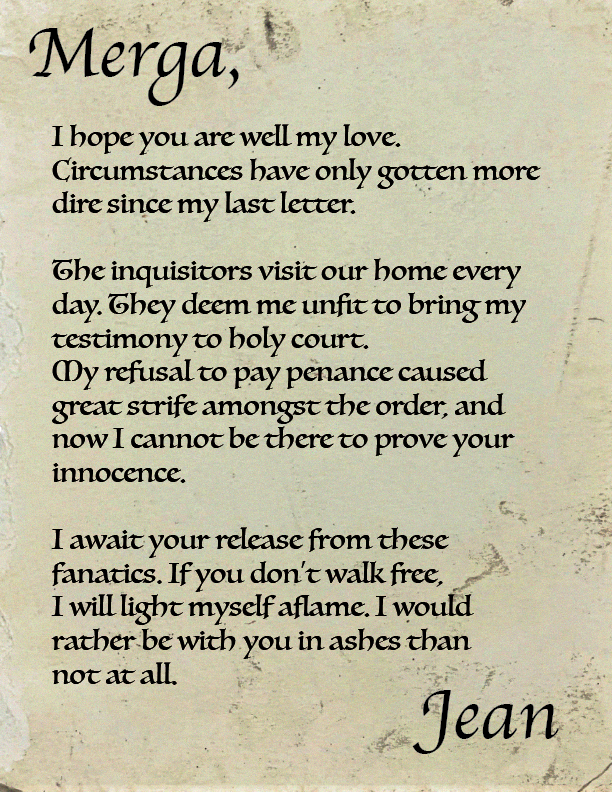 Merga,
I hope you are well my love.
Circumstances have only gotten more
dire since my last letter.
The inquisitors visit our home every
day. They deem me unfit to bring my
testimony to holy court.
My refusal to pay penance caused
great strife amongst the order, and
now I cannot be there to prove your
innocence.
I await your release from these
fanatics. If you don't walk free,
I will light myself aflame. I would
rather be with you in ashes than
not at all.
Jean